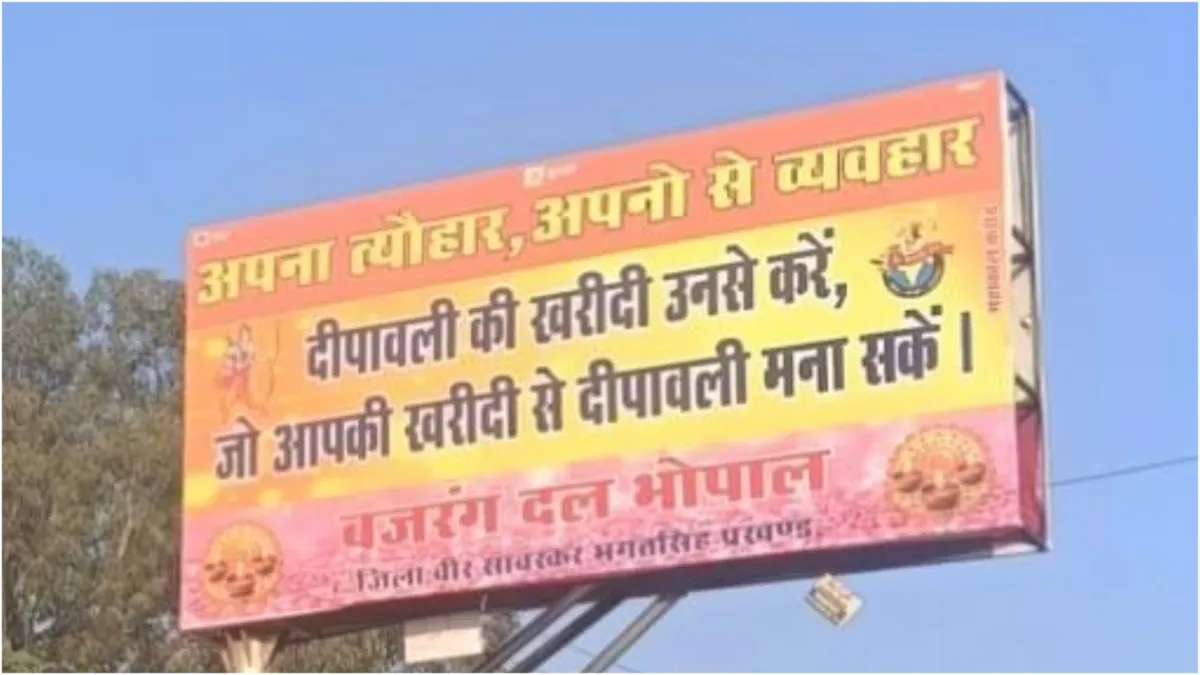 अपना त्यौहार, अपनो से व्यवहार
दीपावली की खरीदी उनसे करें,
जो आपकी खरीदी से दीपावली मना सकें ।
बजरंग दल भोपाल
जिला वीर सावरकर भगतसिंह प्रखण्ड